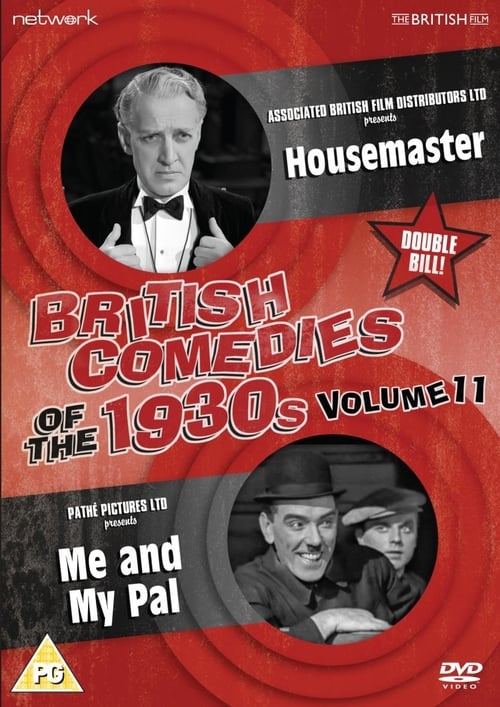 network
THE BRITISH FILM
ASSOCIATED BRITISH FILM DISTRIBUTORS LTD
presents
Housemaster
DOUBLE
BILL!
BRITISH
COMEDIES
OF THE 1930s VOLUME 11
PATHÉ PICTURES LTD
presents
Me and
My Pal
PG
DVD
VIDEO